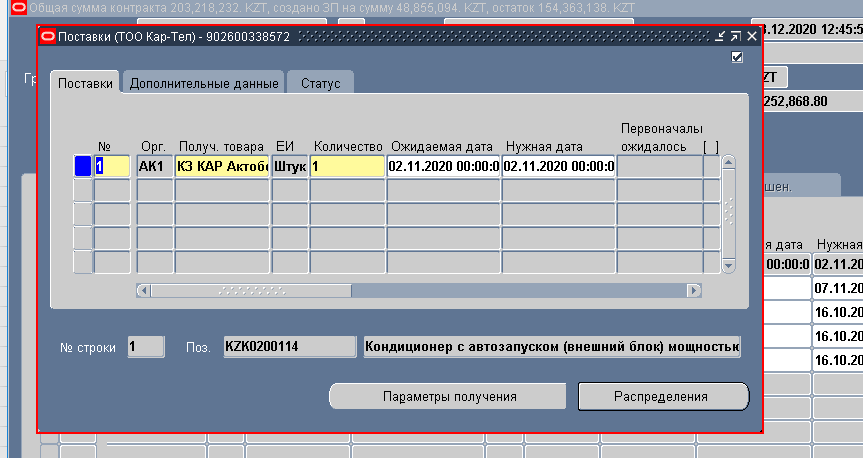 Общая сумма контракта 203,218,232. KZT, создано ЗП на сумму 48,855,094. KZT, остаток 154,363,138. KZT
Поставки (ТОО Кар-Тел) - 902600338572
.12.2020 12:45:5
Гр
ZT
252,868.80
Поставки Дополнительные данные Статус
Первоначалы
№ Орг. Получ. товара ЕИ Количество Ожидаемая дата Нужная дата ожидалось [ ]
1 АК1 КЗ КАР Актоб Штук 1 02.11.2020 00:00:0 02.11.2020 00:00:0
шен.
я дата Нужная
00:00:0 02.11.20
07.11.20
16.10.20
16.10.20
16.10.20
№ строки 1 Поз. KZK0200114 Кондиционер с автозапуском (внешний блок) мощностью
Параметры получения Распределения